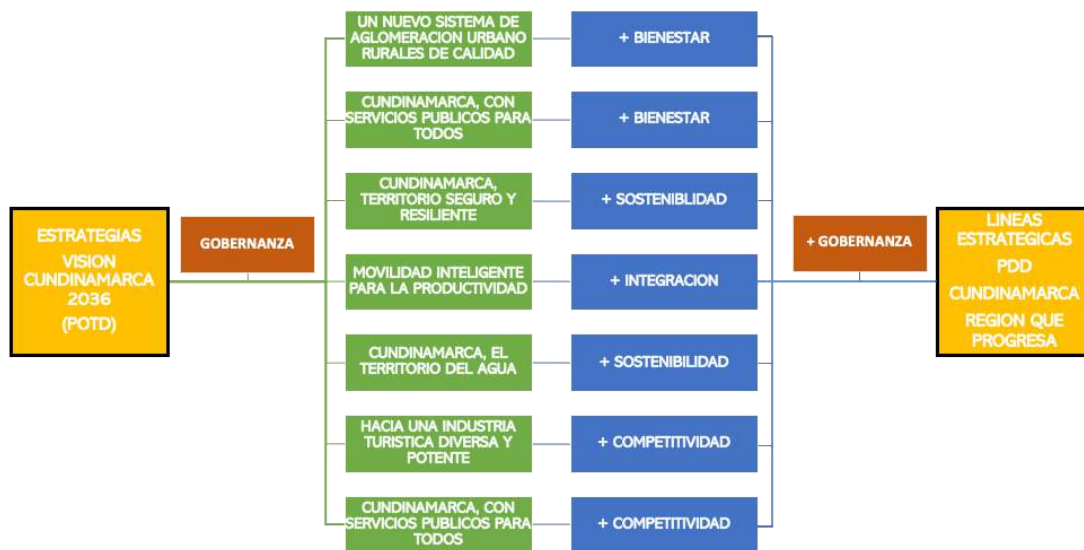 ESTRATEGIAS
VISION
CUNDINAMARCA
2036
(POTD)
GOBERNANZA
UN NUEVO SISTEMA DE
AGLOMERACION URBANO
RURALES DE CALIDAD
+ BIENESTAR
CUNDINAMARCA, CON
SERVICIOS PUBLICOS PARA
TODOS
+ BIENESTAR
CUNDINAMARCA,
TERRITORIO SEGURO Y
RESILIENTE
+ SOSTENIBLIDAD
MOVILIDAD INTELIGENTE
PARA LA PRODUCTIVIDAD
+ INTEGRACION
CUNDINAMARCA, EL
TERRITORIO DEL AGUA
+ SOSTENIBILIDAD
HACIA UNA INDUSTRIA
TURISTICA DIVERSA Y
POTENTE
+ COMPETITIVIDAD
CUNDINAMARCA, CON
SERVICIOS PUBLICOS PARA
TODOS
+ COMPETITIVIDAD
+ GOBERNANZA
LINEAS
ESTRATEGICAS
PDD
CUNDINAMARCA
REGION QUE
PROGRESA